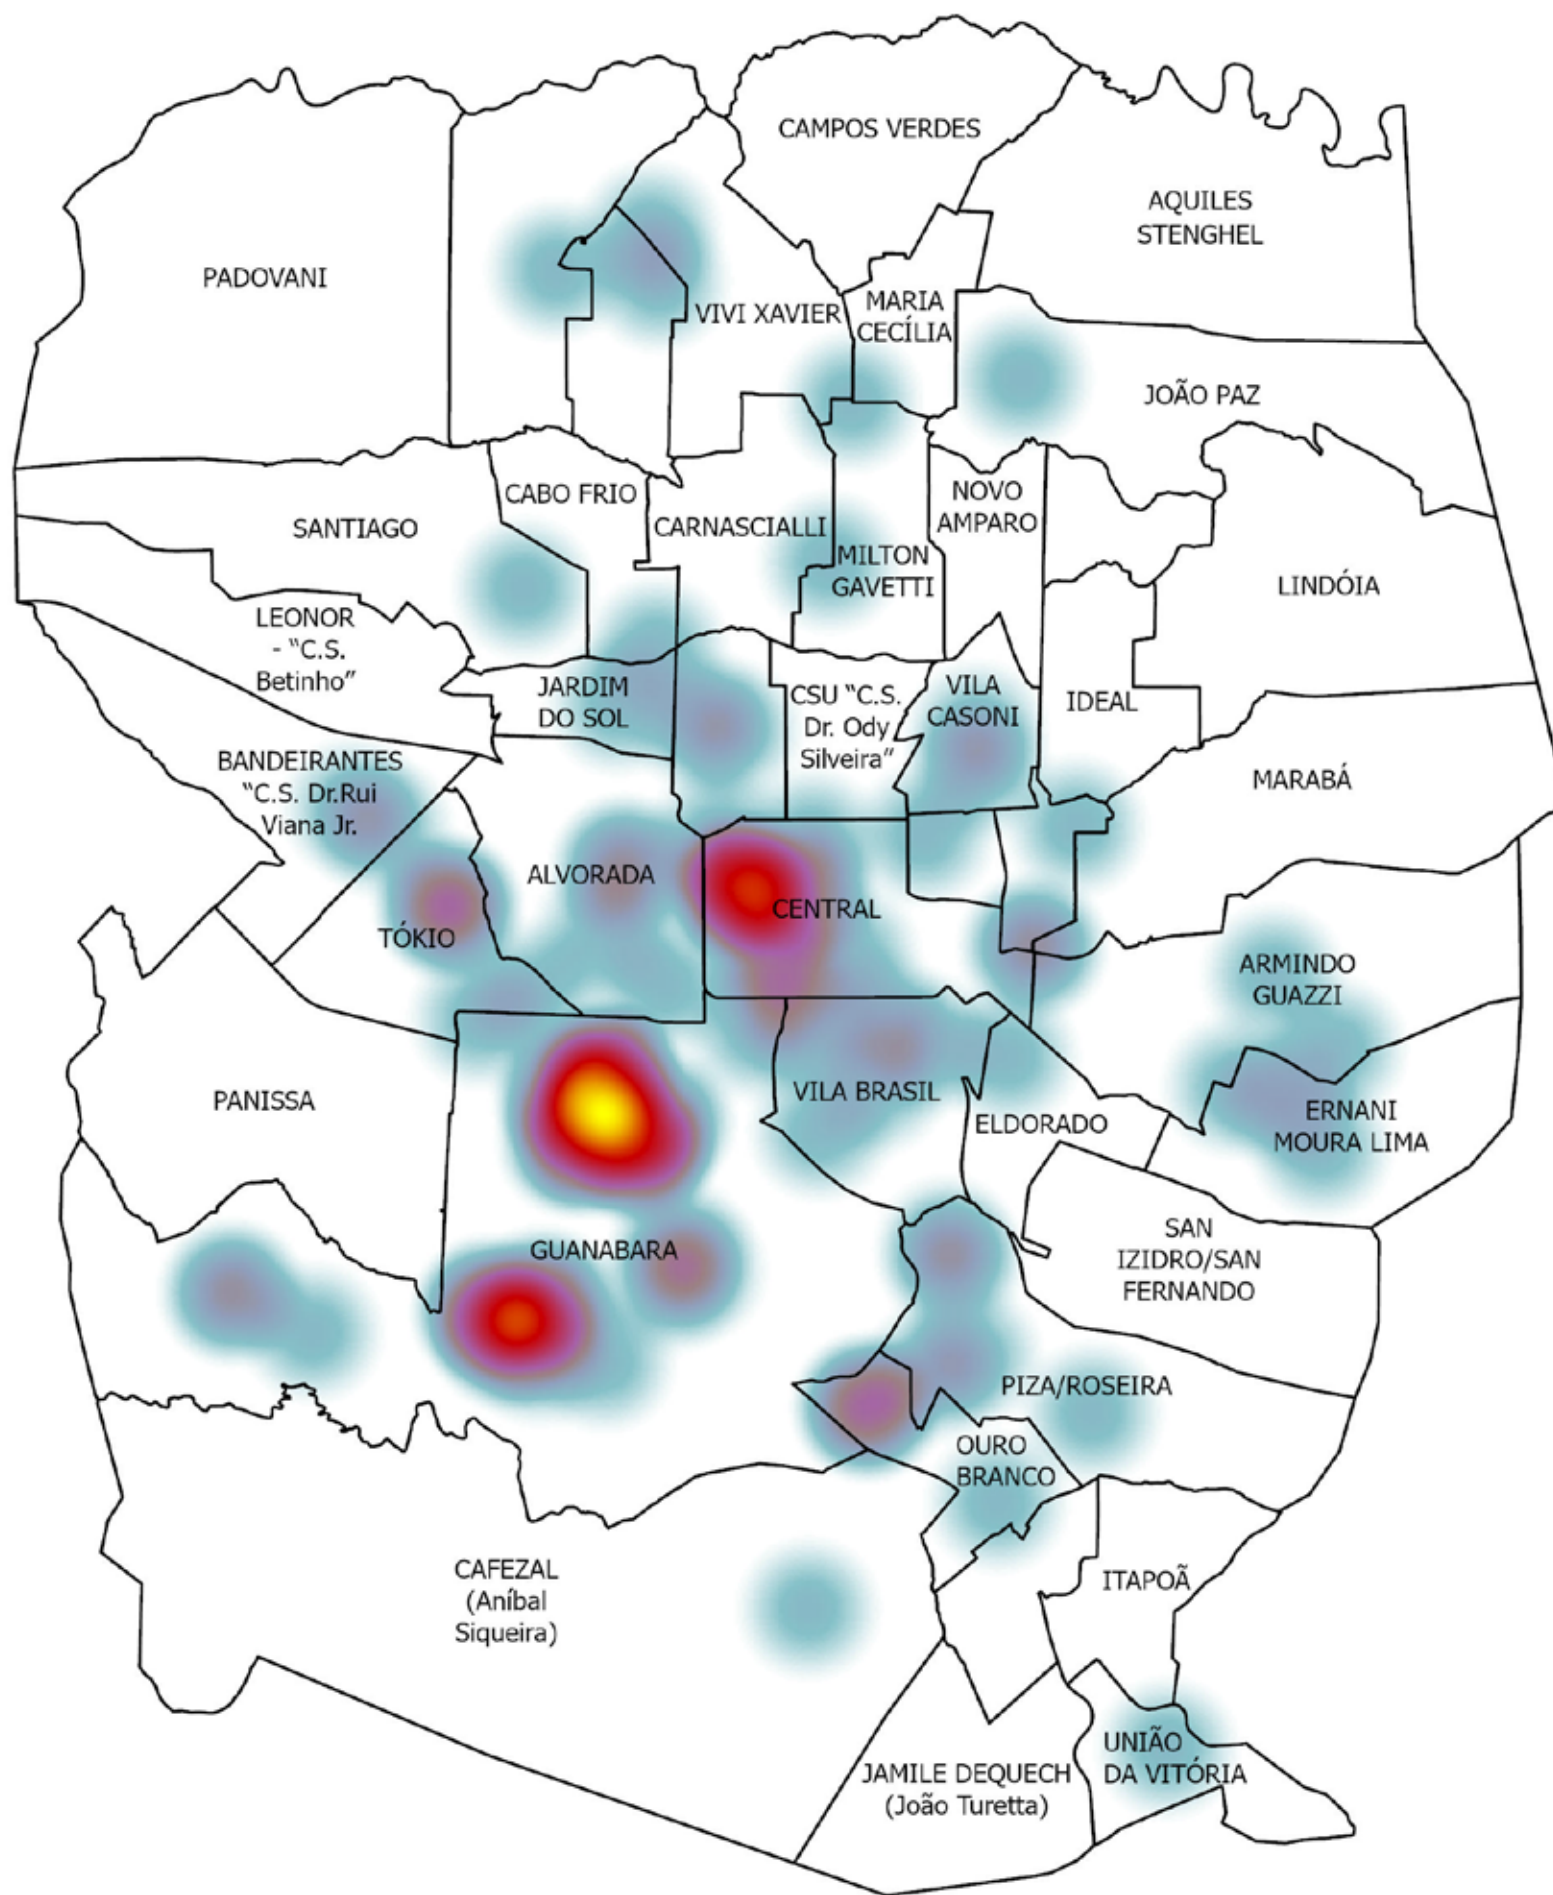 CAMPOS VERDES
AQUILES
STENGHEL
PADOVANI
VIVI XAVIER
MARIA
CECÍLIA
JOÃO PAZ
CABO FRIO
NOVO
AMPARO
SANTIAGO
CARNASCIALLI
MILTON
GAVETTI
LINDÓIA
LEONOR
- “C.S.
Betinho”
JARDIM
DO SOL
CSU “C.S.
Dr. Ody
Silveira”
VILA
CASONI
IDEAL
BANDEIRANTES
“C.S. Dr.Rui
Viana Jr.
MARABÁ
ALVORADA
CENTRAL
TÓKIO
ARMINDO
GUAZZI
PANISSA
VILA BRASIL
ELDORADO
ERNANI
MOURA LIMA
GUANABARA
SAN
IZIDRO/SAN
FERNANDO
PIZA/ROSEIRA
OURO
BRANCO
CAFEZAL
(Aníbal
Siqueira)
ITAPOÃ
UNIÃO
DA VITÓRIA
JAMILE DEQUECH
(João Turetta)